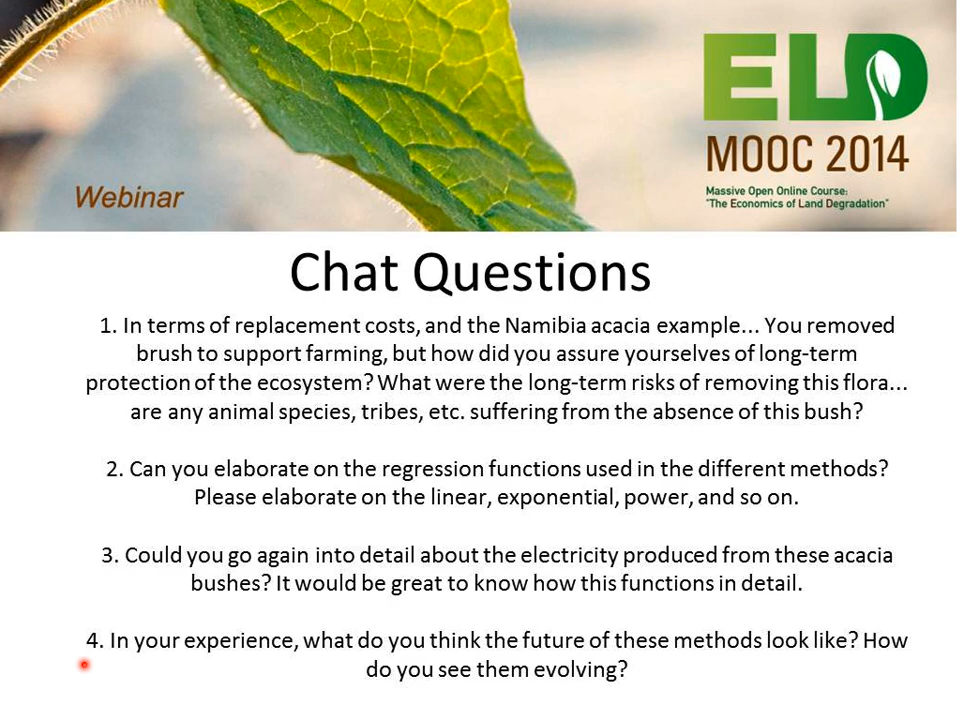 ELD
MOOC 2014
Massive Open Online Course:
"The Economics of Land Degradation"
Webinar
Chat Questions
1. In terms of replacement costs, and the Namibia acacia example... You removed
brush to support farming, but how did you assure yourselves of long-term
protection of the ecosystem? What were the long-term risks of removing this flora...
are any animal species, tribes, etc. suffering from the absence of this bush?
2. Can you elaborate on the regression functions used in the different methods?
Please elaborate on the linear, exponential, power, and so on.
3. Could you go again into detail about the electricity produced from these acacia
bushes? It would be great to know how this functions in detail.
4. In your experience, what do you think the future of these methods look like? How
do you see them evolving?